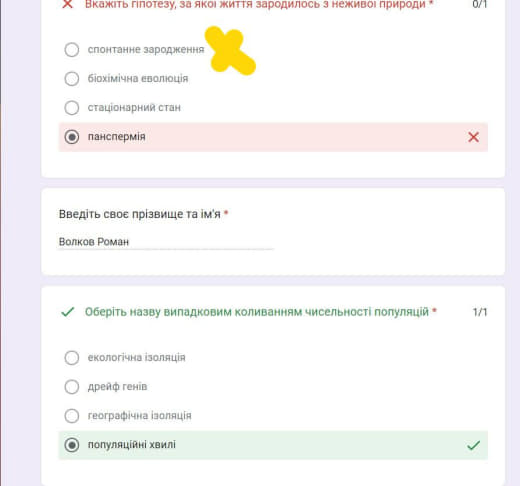 Вкажіть гіпотезу, за якої життя зародилось з неживої природи * 0/1
спонтанне зародження
біохімічна еволюція
стаціонарний стан
панспермія
Введіть своє прізвище та ім'я *
Волков Роман
Оберіть назву випадковим коливанням чисельності популяцій * 1/1
екологічна ізоляція
дрейф генів
географічна ізоляція
популяційні хвилі